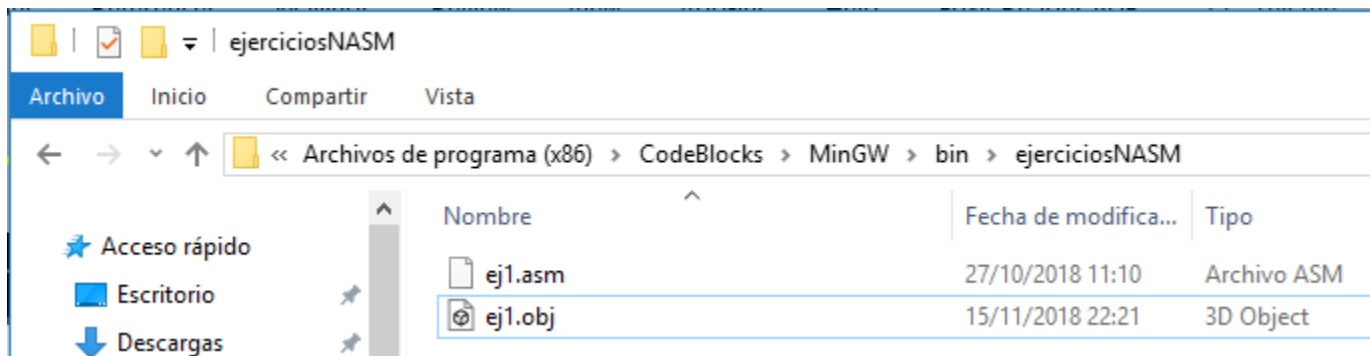 ejerciciosNASM
Archivo Inicio Compartir Vista
« Archivos de programa (x86) > CodeBlocks > MinGW > bin > ejerciciosNASM
Nombre Fecha de modifica... Tipo
Acceso rápido
ej1.asm 27/10/2018 11:10 Archivo ASM
Escritorio
ej1.obj 15/11/2018 22:21 3D Object
Descargas